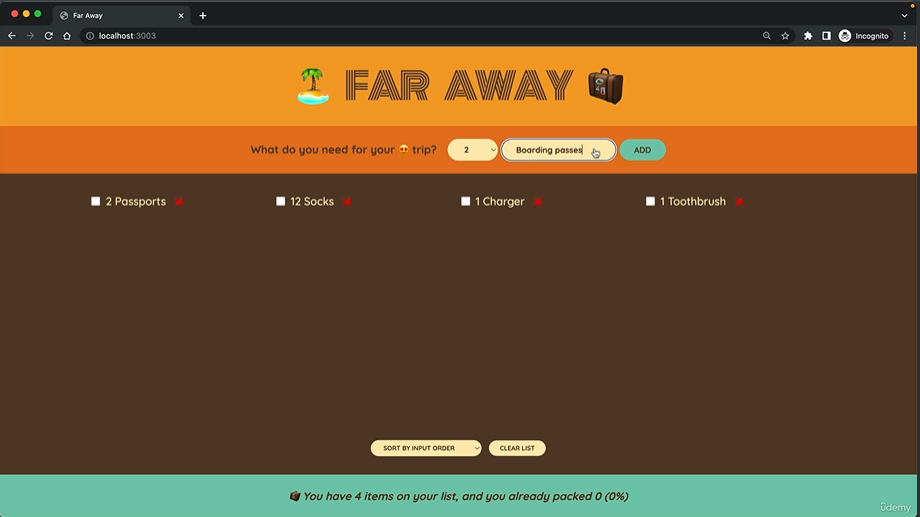 Far Away
localhost:3003
Incognito
FAR AWAY
What do you need for your 😍 trip?
2
Boarding passes
ADD
2 Passports
12 Socks
1 Charger
1 Toothbrush
SORT BY INPUT ORDER
CLEAR LIST
You have 4 items on your list, and you already packed 0 (0%)
ûdemy